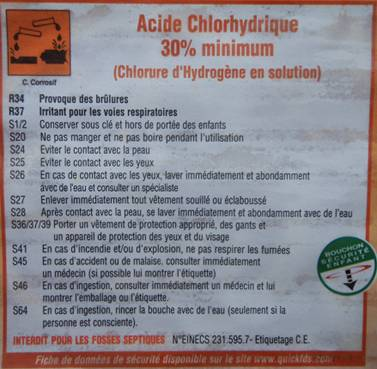 Acide Chlorhydrique
30% minimum
(Chlorure d'Hydrogène en solution)
C. Corrosif
R34 Provoque des brûlures
R37 Irritant pour les voies respiratoires
S1/2 Conserver sous clé et hors de portée des enfants
S20 Ne pas manger et ne pas boire pendant l'utilisation
S24 Eviter le contact avec la peau
S25 Eviter le contact avec les yeux
S26 En cas de contact avec les yeux, laver immédiatement et abondamment
avec de l'eau et consulter un spécialiste
S27 Enlever immédiatement tout vêtement souillé ou éclaboussé
S28 Après contact avec la peau, se laver immédiatement et abondamment avec de l'eau
S36/37/39 Porter un vêtement de protection approprié, des gants et
un appareil de protection des yeux et du visage
S41 En cas d'incendie et/ou d'explosion, ne pas respirer les fumées
S45 En cas d'accident ou de malaise, consulter immédiatement
un médecin (si possible lui montrer l'étiquette)
S46 En cas d'ingestion, consulter immédiatement un médecin et lui
montrer l'emballage ou l'étiquette.
S64 En cas d'ingestion, rincer la bouche avec de l'eau (seulement si la
personne est consciente).
BOUCHON
SÉCURITÉ
ENFANT
INTERDIT POUR LES FOSSES SEPTIQUES N°EINECS 231.595.7- Etiquetage C.E.
Fiche de données de sécurité disponible sur le site www.quickfds.com